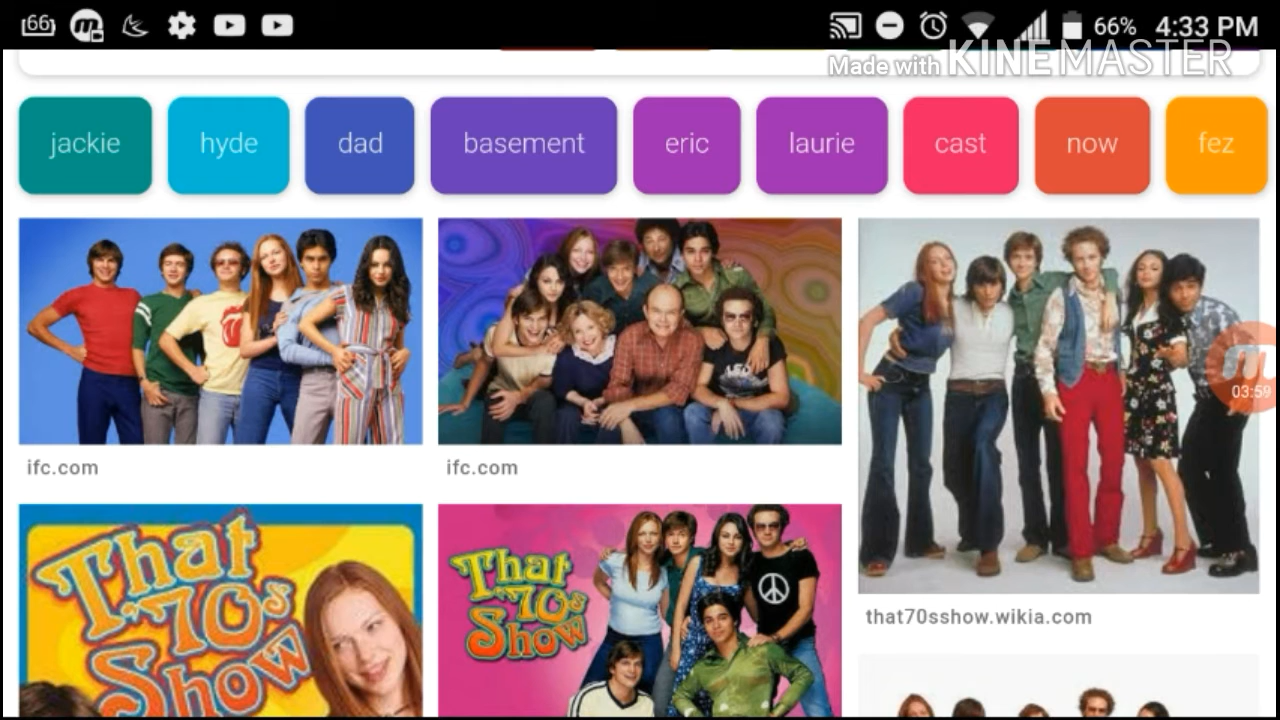 66 66% 4:33 PM
Made with KINEMASTER
jackie hyde dad basement eric laurie cast now fez
03:59
ifc.com ifc.com
That
'70s
Show
That
'70s
Show
that70sshow.wikia.com